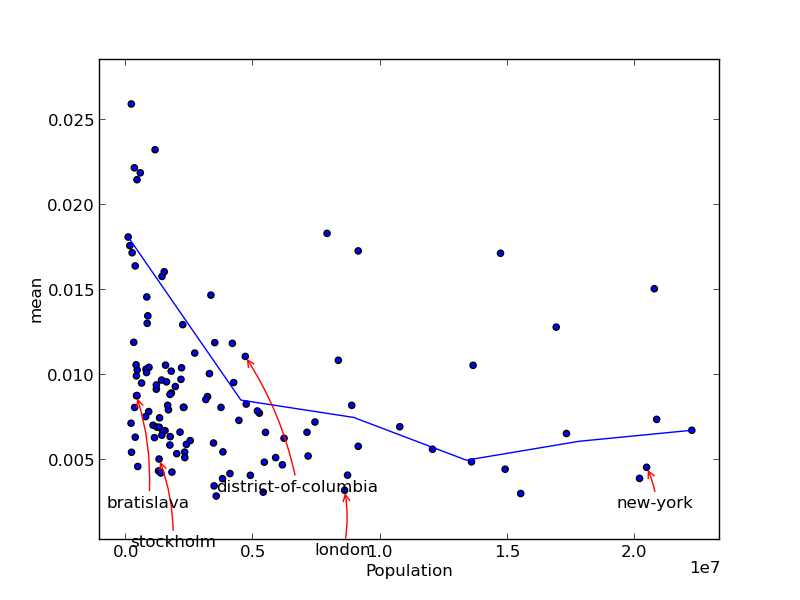 0.025
0.020
0.015
0.010
0.005
mean
district-of-columbia
bratislava
new-york
stockholm
london
0.0
0.5
1.0
1.5
2.0
1e7
Population